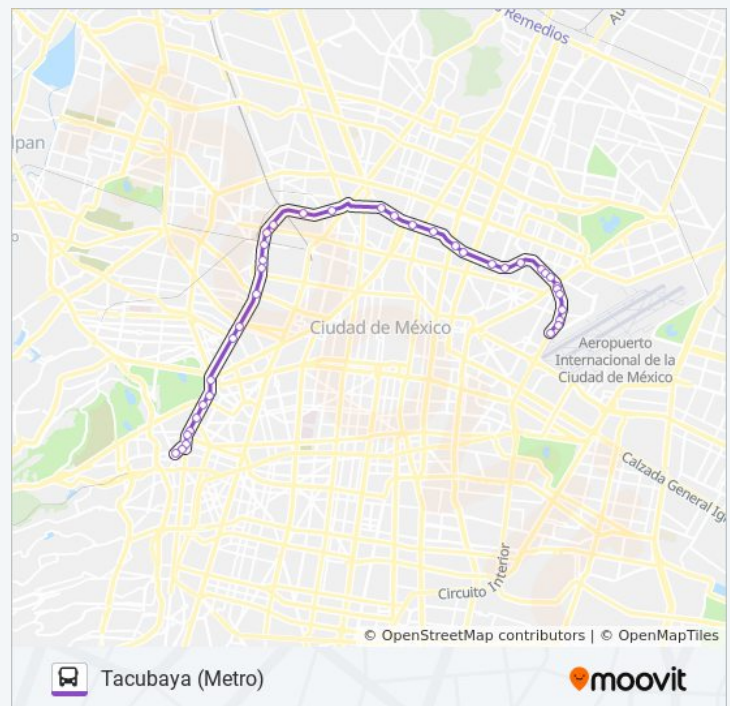 Remedios
Au
lpan
o
Ciudad de México
Aeropuerto
Internacional de la
Ciudad de México
Calzada General Ig
Circuito Interior
© OpenStreetMap contributors | © OpenMapTiles
Tacubaya (Metro)
moovit